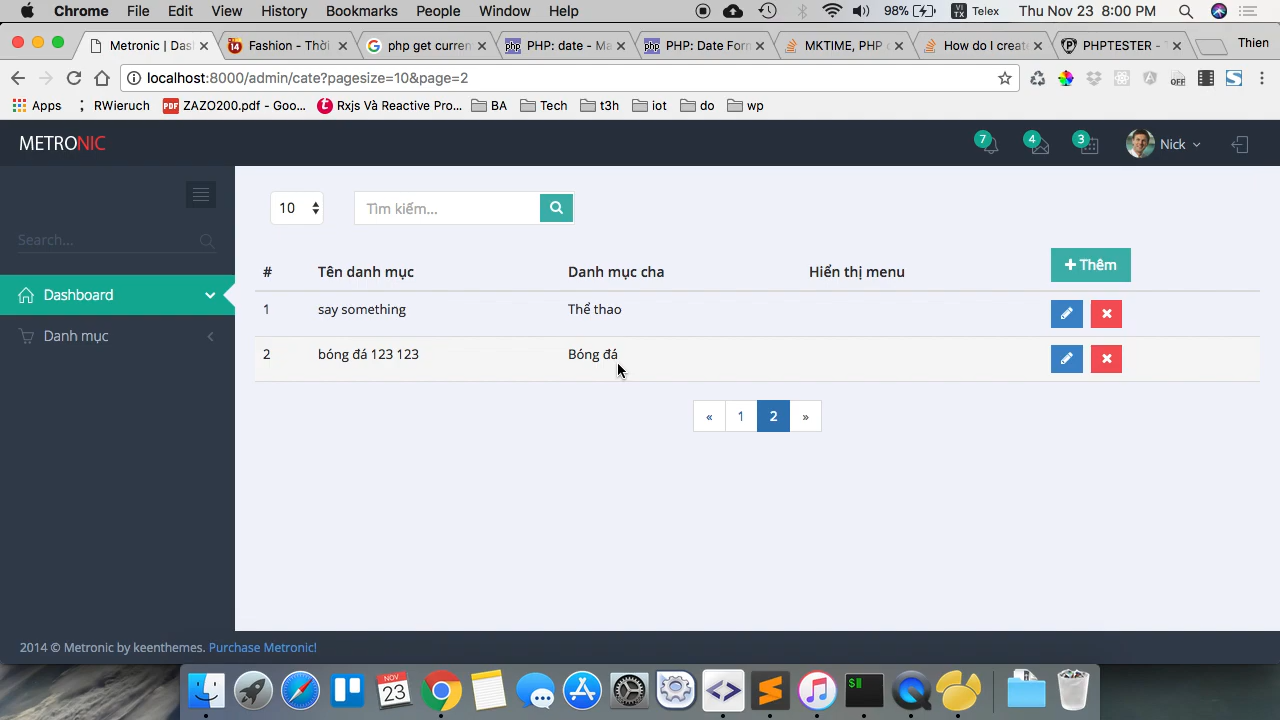 Chrome File Edit View History Bookmarks People Window Help 98% VI TX Telex Thu Nov 23 8:00 PM
Metronic | Das Fashion - Thời php get curren PHP: date - Ma PHP: Date Form MKTIME, PHP How do I create PHPTESTER - Thien
localhost:8000/admin/cate?pagesize=10&page=2
Apps RWieruch PDF ZAZO200.pdf - Goo... Rxjs Và Reactive Pro... BA Tech t3h iot do wp
METRONIC 7 4 3 Nick
10 Tìm kiếm...
Search...
# Tên danh mục Danh mục cha Hiển thị menu + Thêm
Dashboard
1 say something Thể thao
Danh mục
2 bóng đá 123 123 Bóng đá
« 1 2 »
2014 © Metronic by keenthemes. Purchase Metronic!
NOV
23